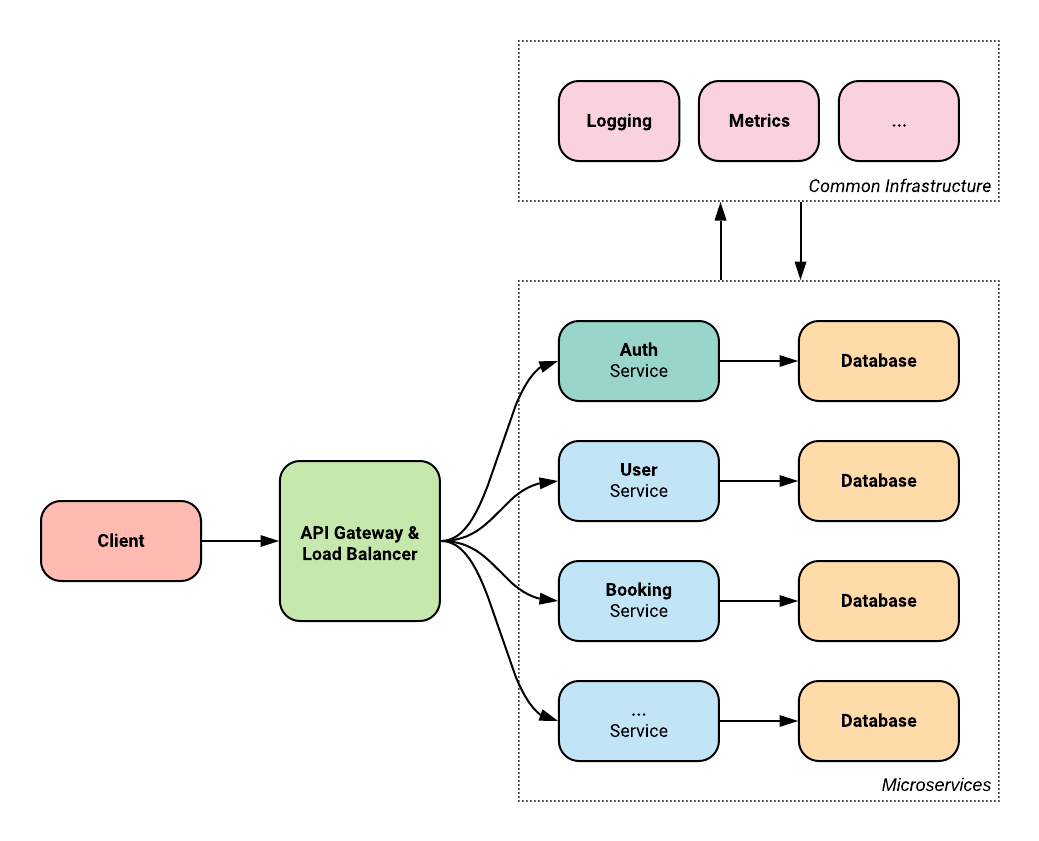 Logging
Metrics
...
Common Infrastructure
Auth
Service
Database
User
Service
Database
Client
API Gateway &
Load Balancer
Booking
Service
Database
...
Service
Database
Microservices